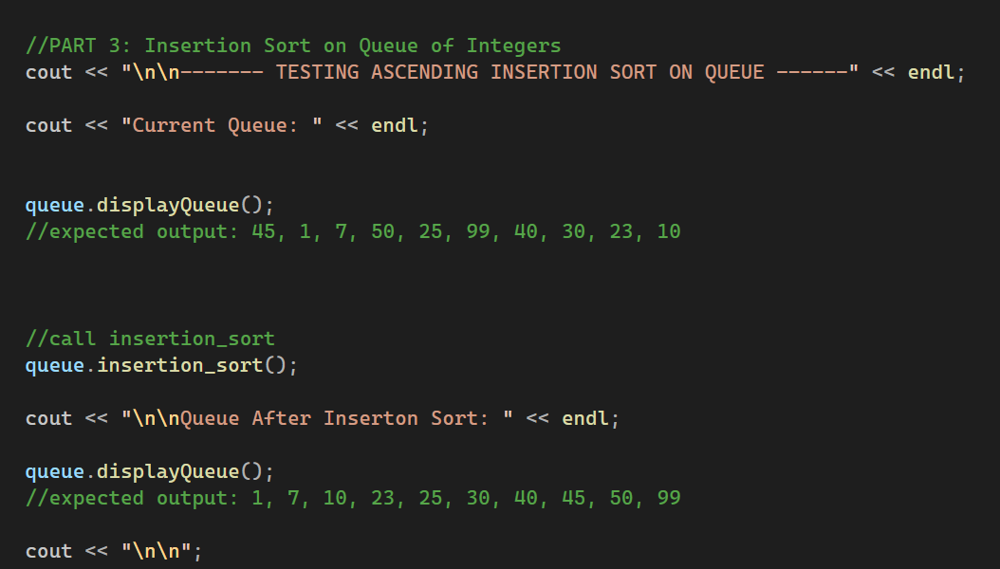 //PART 3: Insertion Sort on Queue of Integers
cout << "\n\n------- TESTING ASCENDING INSERTION SORT ON QUEUE ------" << endl;
cout << "Current Queue: " << endl;
queue.displayQueue();
//expected output: 45, 1, 7, 50, 25, 99, 40, 30, 23, 10
//call insertion_sort
queue.insertion_sort();
cout << "\n\nQueue After Inserton Sort: " << endl;
queue.displayQueue();
//expected output: 1, 7, 10, 23, 25, 30, 40, 45, 50, 99
cout << "\n\n";